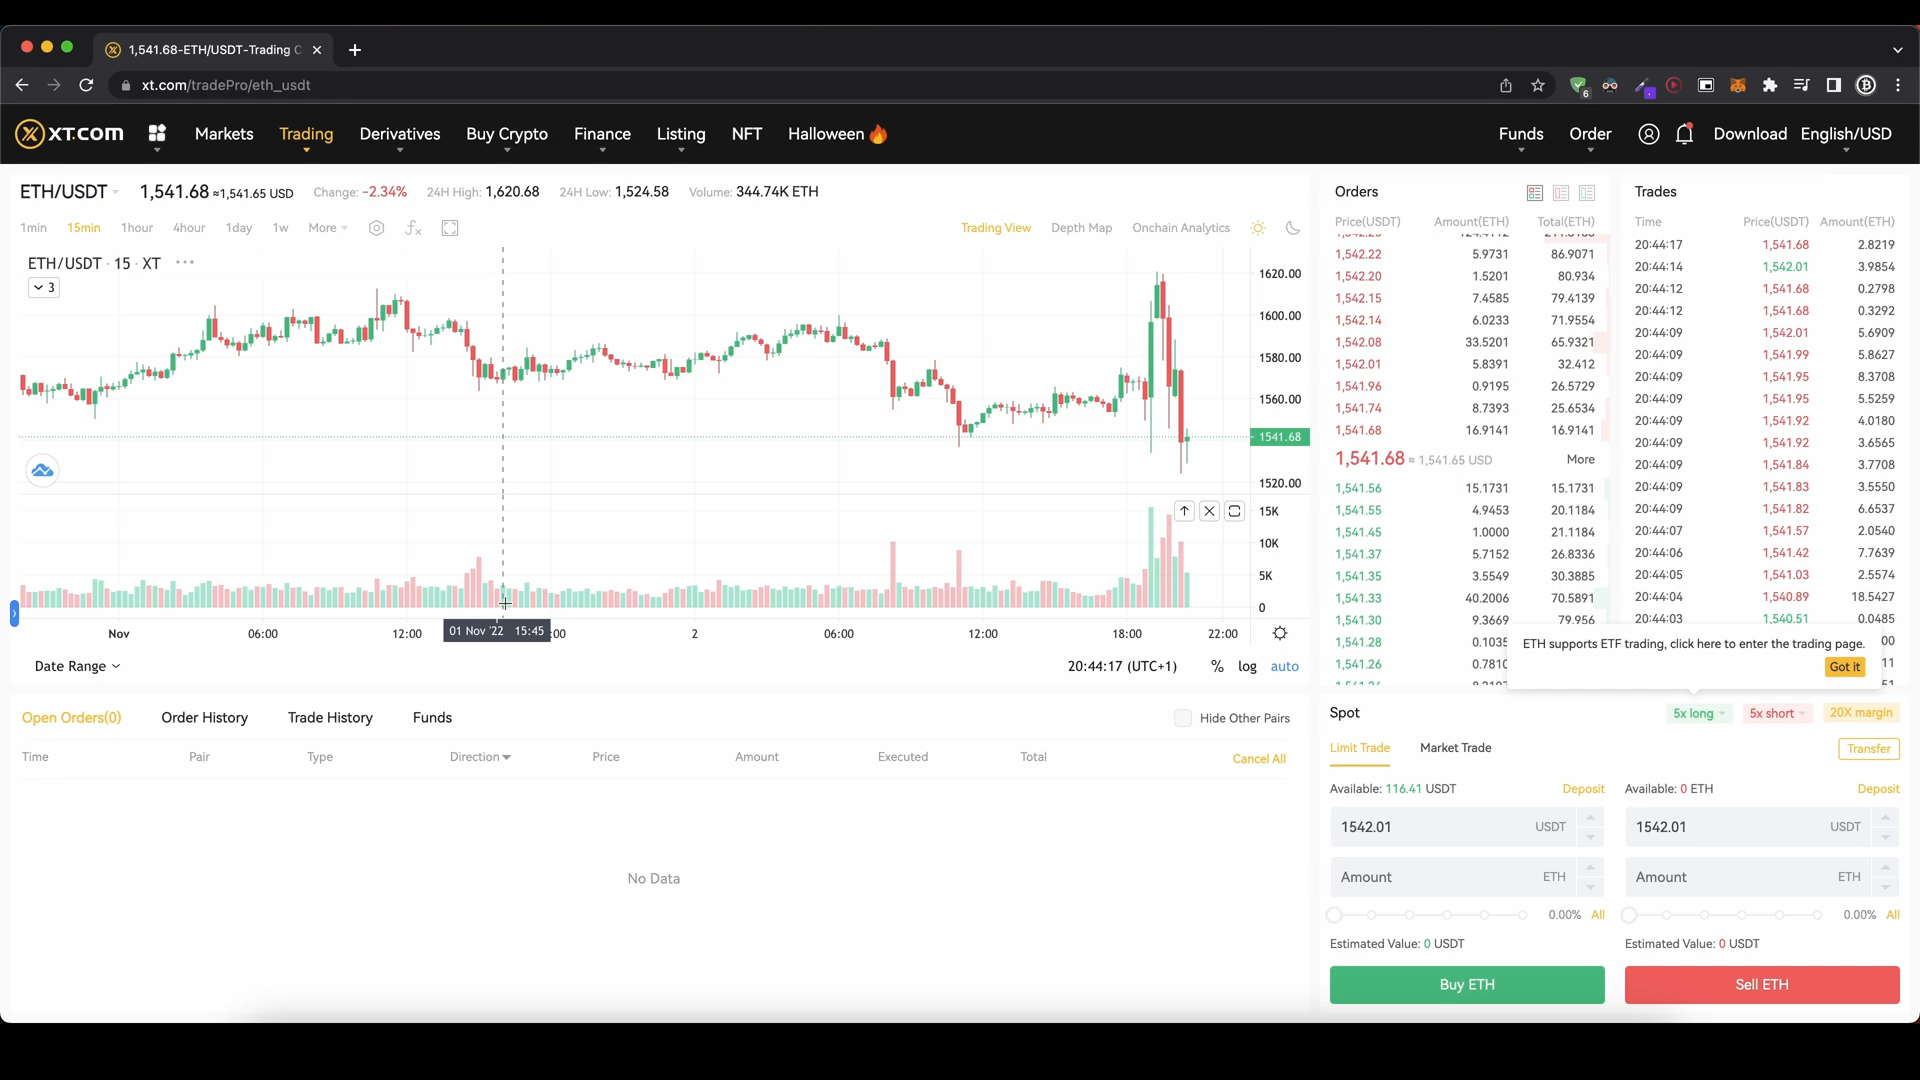 1,541.68-ETH/USDT-Trading C
xt.com/tradePro/eth_usdt
6
XT.COM
Markets Trading Derivatives Buy Crypto Finance Listing NFT Halloween Funds Order Download English/USD
ETH/USDT 1,541.68 ≈1,541.65 USD Change: -2.34% 24H High: 1,620.68 24H Low: 1,524.58 Volume: 344.74K ETH
1min 15min 1hour 4hour 1day 1w More Trading View Depth Map Onchain Analytics
ETH/USDT · 15 · XT
3
1620.00
1600.00
1580.00
1560.00
1541.68
1520.00
15K
10K
5K
0
Nov 06:00 12:00 01 Nov '22 15:45 :00 2 06:00 12:00 18:00 22:00
Date Range 20:44:17 (UTC+1) % log auto
Orders
Price(USDT) Amount(ETH) Total(ETH)
1,542.22 5.9731 86.9071
1,542.20 1.5201 80.934
1,542.15 7.4585 79.4139
1,542.14 6.0233 71.9554
1,542.08 33.5201 65.9321
1,542.01 5.8391 32.412
1,541.96 0.9195 26.5729
1,541.74 8.7393 25.6534
1,541.68 16.9141 16.9141
1,541.68 ≈ 1,541.65 USD More
1,541.56 15.1731 15.1731
1,541.55 4.9453 20.1184
1,541.45 1.0000 21.1184
1,541.37 5.7152 26.8336
1,541.35 3.5549 30.3885
1,541.33 40.2006 70.5891
1,541.30 9.3669 79.956
1,541.28 0.1035
1,541.26 0.7810
Trades
Time Price(USDT) Amount(ETH)
20:44:17 1,541.68 2.8219
20:44:14 1,542.01 3.9854
20:44:12 1,541.68 0.2798
20:44:12 1,541.68 0.3292
20:44:09 1,542.01 5.6909
20:44:09 1,541.99 5.8627
20:44:09 1,541.95 8.3708
20:44:09 1,541.95 5.5259
20:44:09 1,541.92 4.0180
20:44:09 1,541.92 3.6565
20:44:09 1,541.84 3.7708
20:44:09 1,541.83 3.5550
20:44:09 1,541.82 6.6537
20:44:07 1,541.57 2.0540
20:44:06 1,541.42 7.7639
20:44:05 1,541.03 2.5574
20:44:04 1,540.89 18.5427
20:44:03 1,540.51 0.0485
ETH supports ETF trading, click here to enter the trading page.
Got it
Open Orders(0) Order History Trade History Funds Hide Other Pairs
Time Pair Type Direction Price Amount Executed Total Cancel All
No Data
Spot 5x long 5x short 20X margin
Limit Trade Market Trade Transfer
Available: 116.41 USDT Deposit Available: 0 ETH Deposit
1542.01 USDT 1542.01 USDT
Amount ETH Amount ETH
0.00% All 0.00% All
Estimated Value: 0 USDT Estimated Value: 0 USDT
Buy ETH Sell ETH